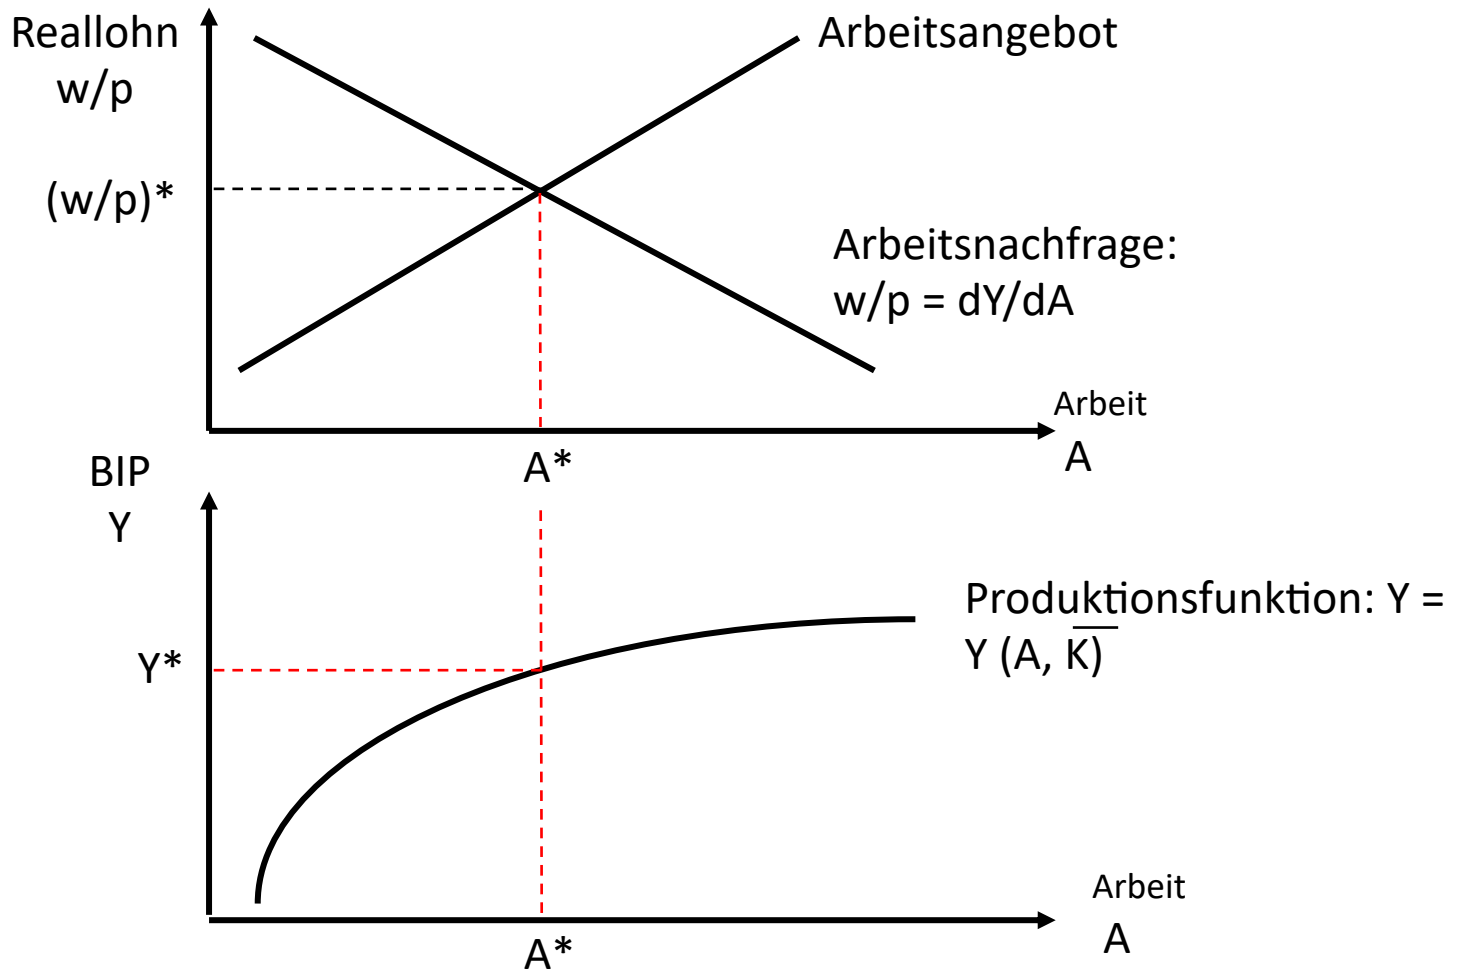 Reallohn
w/p
Arbeitsangebot
(w/p)*
Arbeitsnachfrage:
w/p = dY/dA
Arbeit
A
A*
BIP
Y
Produktionsfunktion: Y =
Y (A, K̅)
Y*
Arbeit
A
A*